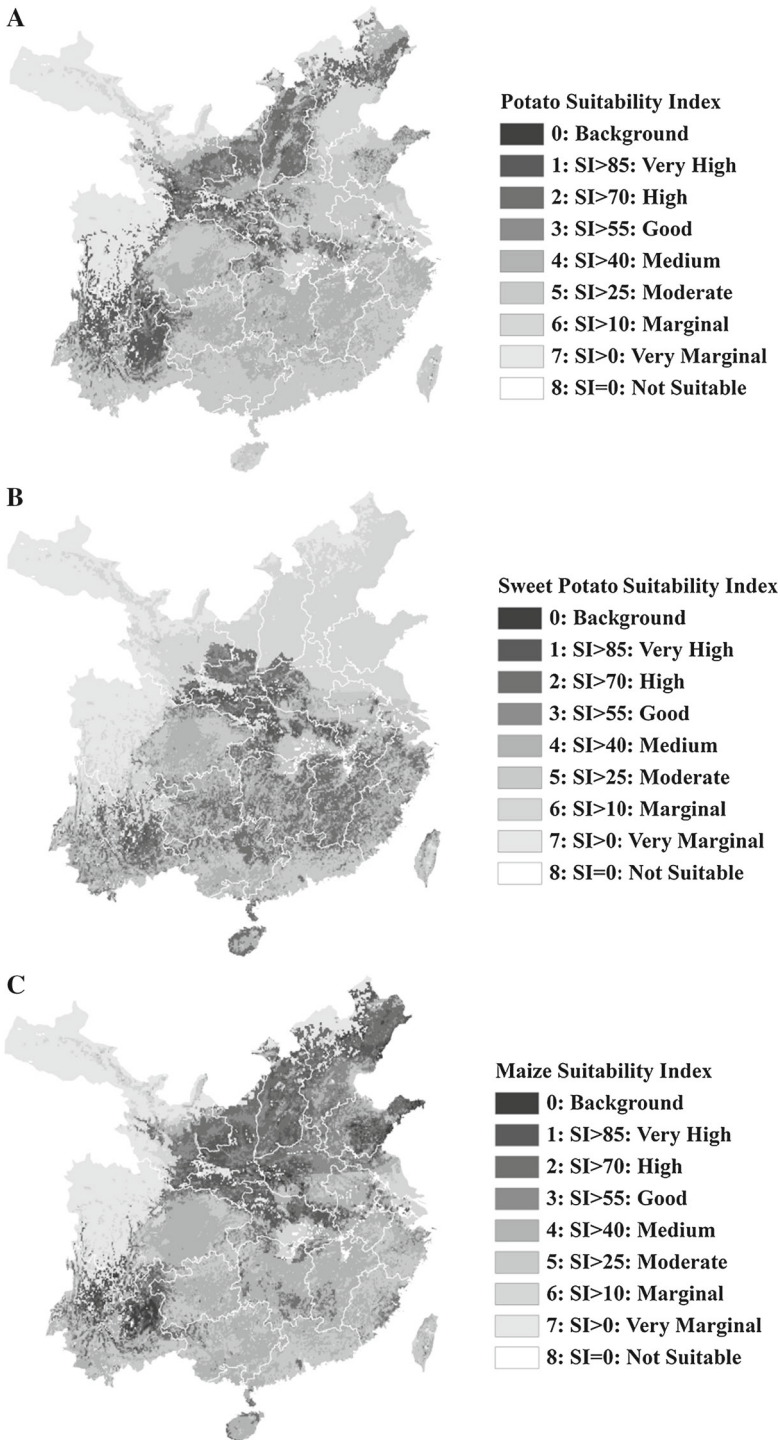 A
Potato Suitability Index
0: Background
1: SI>85: Very High
2: SI>70: High
3: SI>55: Good
4: SI>40: Medium
5: SI>25: Moderate
6: SI>10: Marginal
7: SI>0: Very Marginal
8: SI=0: Not Suitable
B
Sweet Potato Suitability Index
0: Background
1: SI>85: Very High
2: SI>70: High
3: SI>55: Good
4: SI>40: Medium
5: SI>25: Moderate
6: SI>10: Marginal
7: SI>0: Very Marginal
8: SI=0: Not Suitable
C
Maize Suitability Index
0: Background
1: SI>85: Very High
2: SI>70: High
3: SI>55: Good
4: SI>40: Medium
5: SI>25: Moderate
6: SI>10: Marginal
7: SI>0: Very Marginal
8: SI=0: Not Suitable